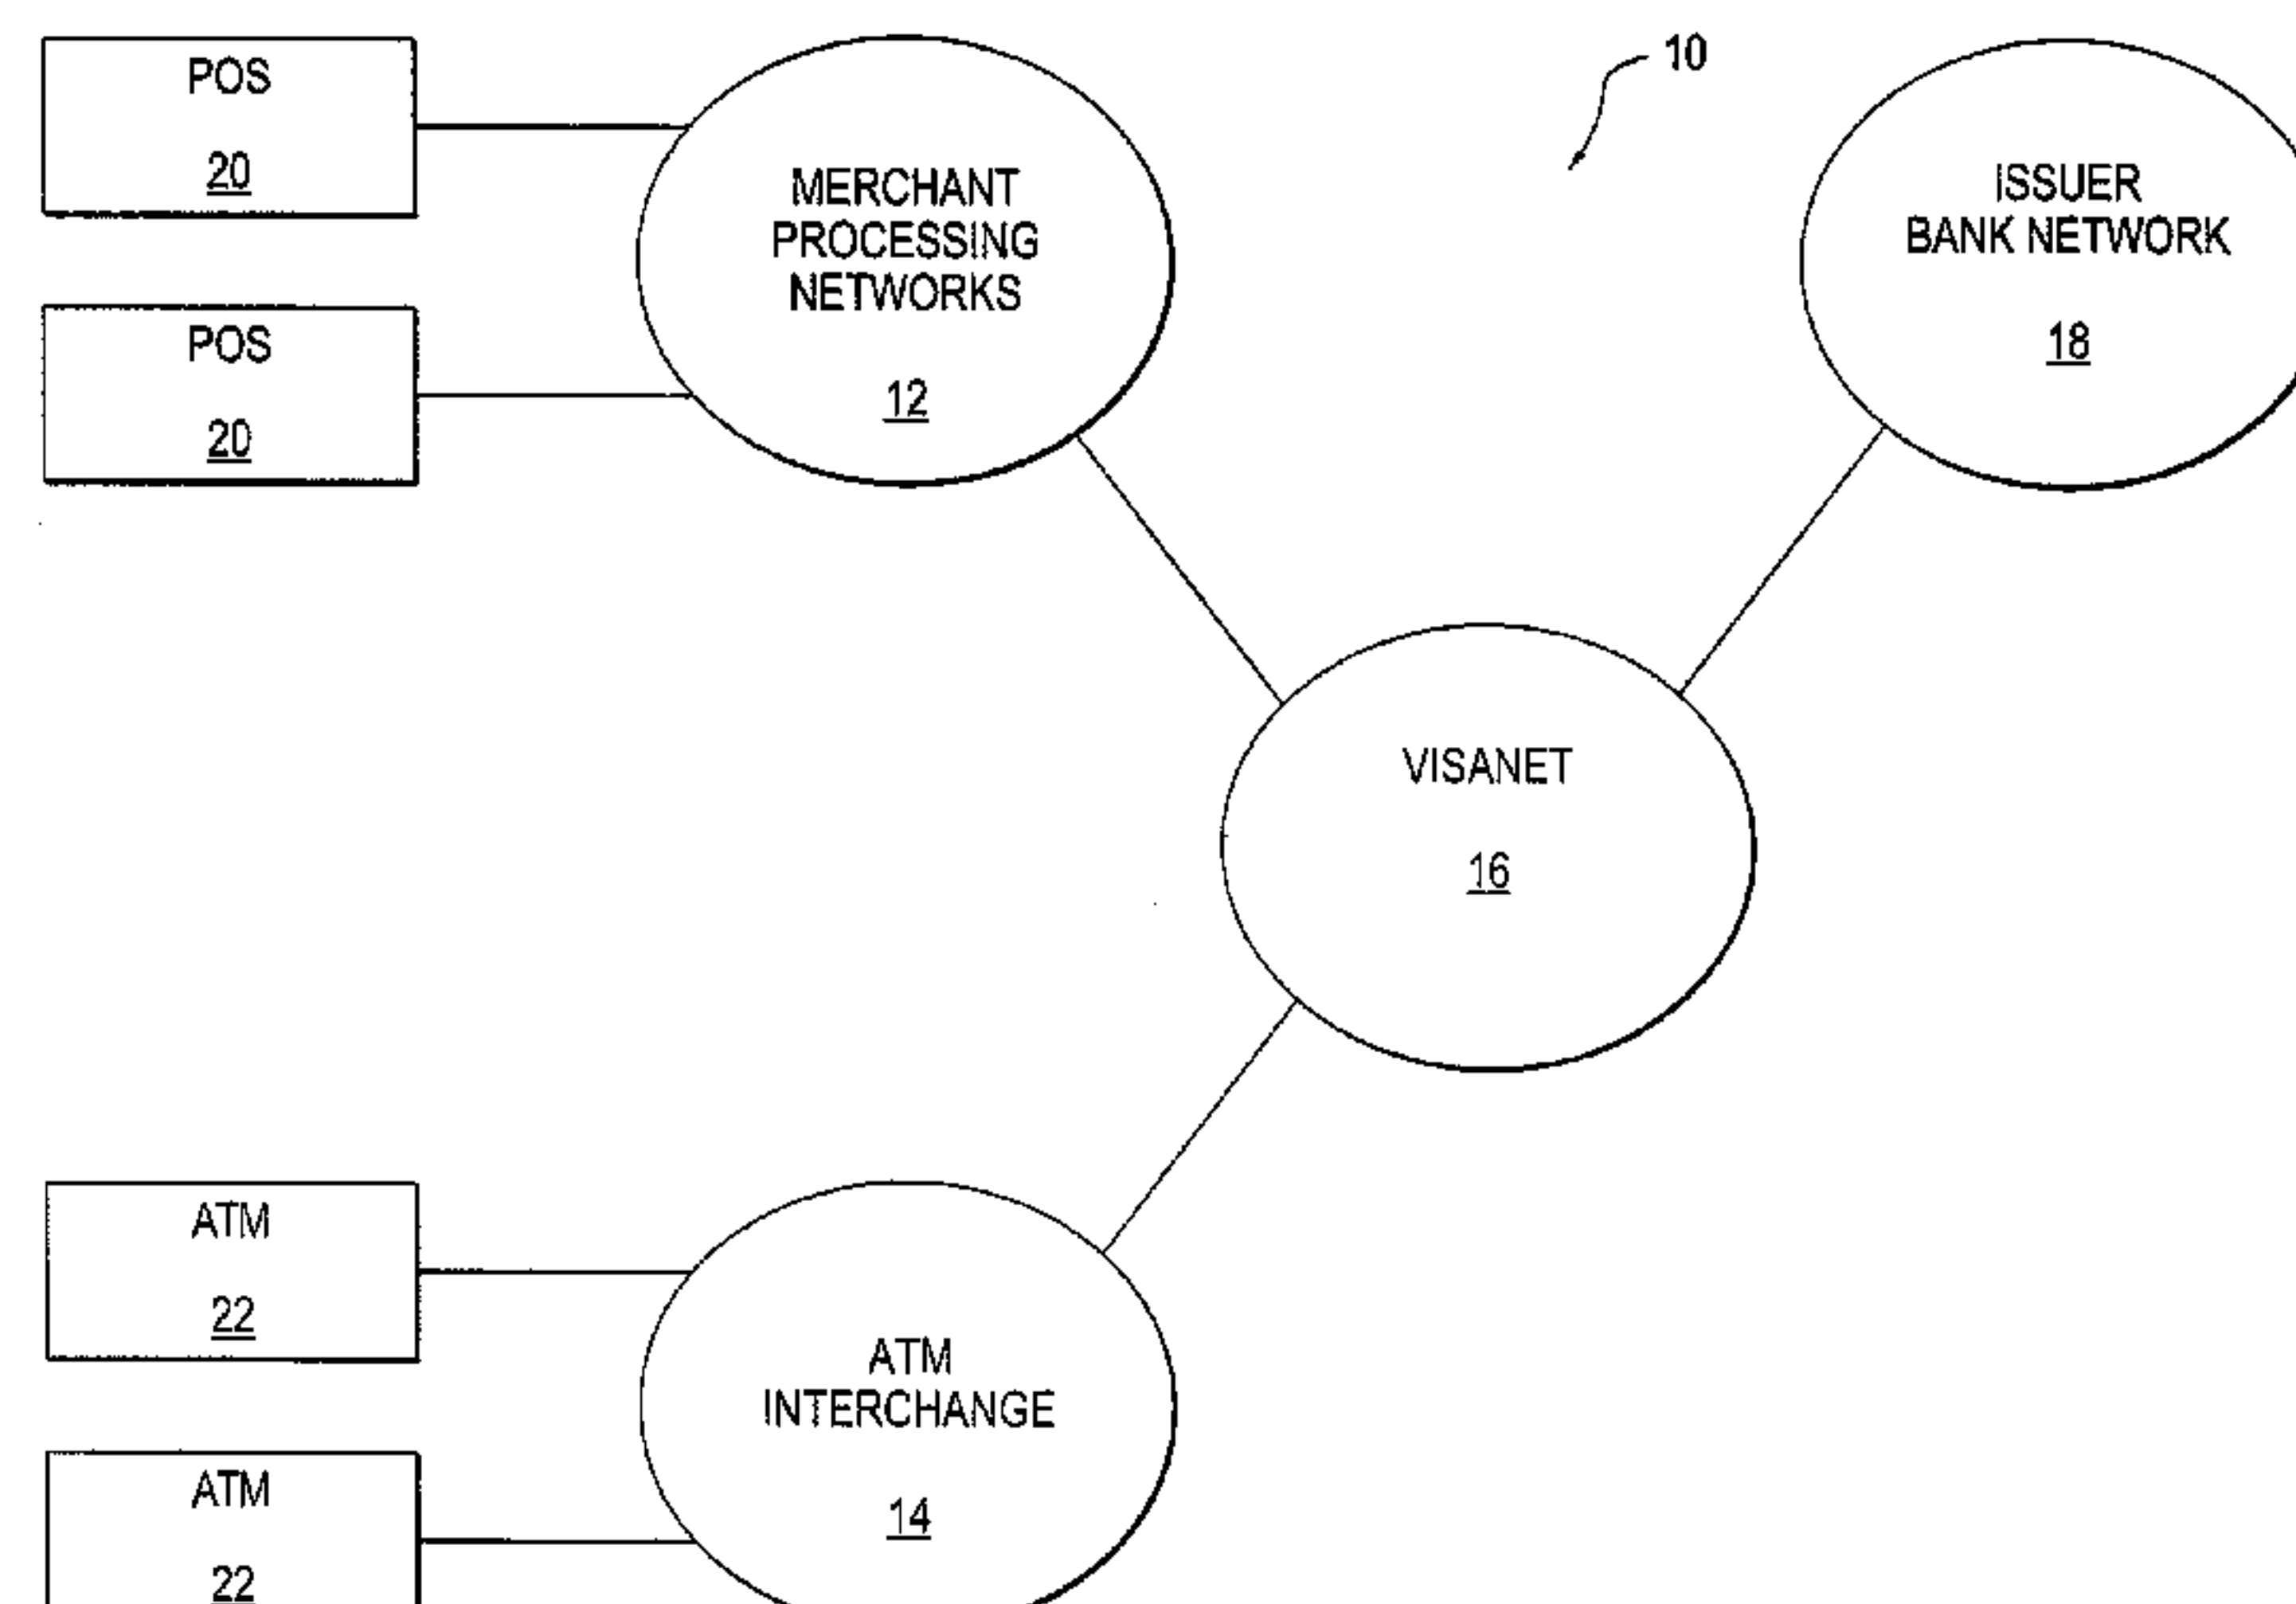 POS
20
POS
20
MERCHANT
PROCESSING
NETWORKS
12
10
ISSUER
BANK NETWORK
18
VISANET
16
ATM
22
ATM
22
ATM
INTERCHANGE
14